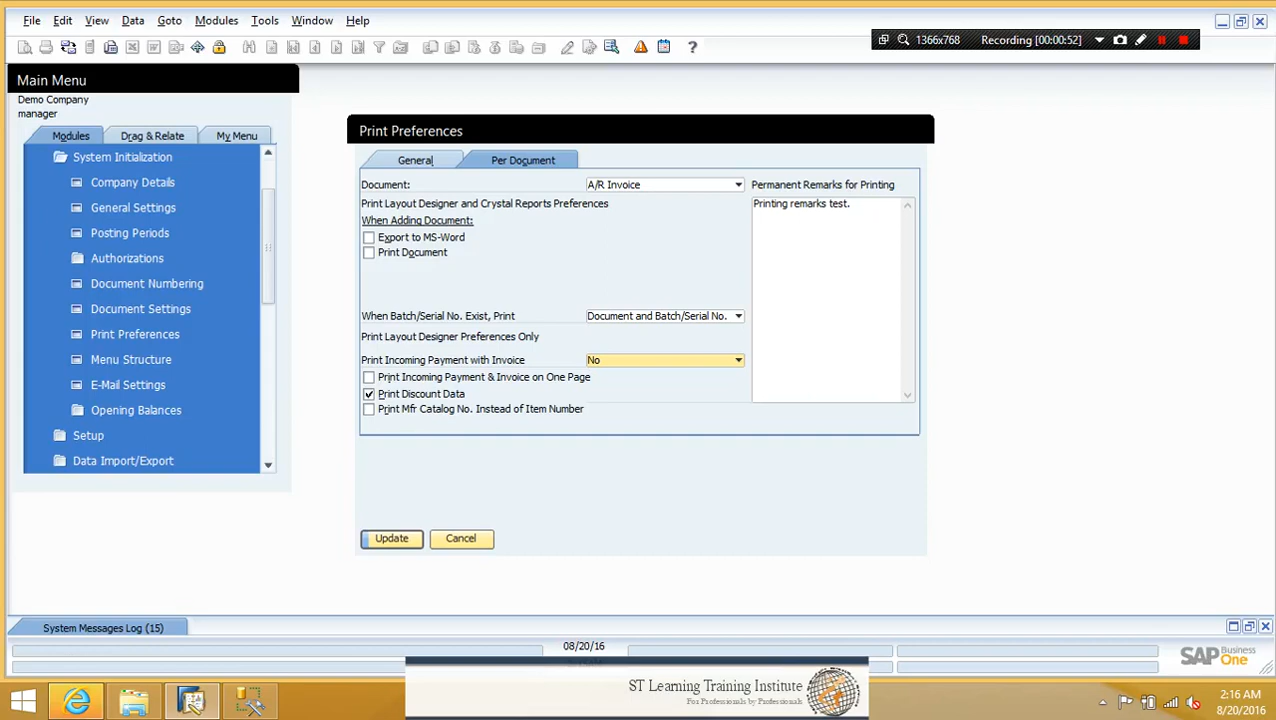 File Edit View Data Goto Modules Tools Window Help
1366x768 Recording [00:00:52]
Main Menu
Demo Company
manager
Modules Drag & Relate My Menu
System Initialization
Company Details
General Settings
Posting Periods
Authorizations
Document Numbering
Document Settings
Print Preferences
Menu Structure
E-Mail Settings
Opening Balances
Setup
Data Import/Export
Print Preferences
General Per Document
Document: A/R Invoice
Print Layout Designer and Crystal Reports Preferences
When Adding Document:
Export to MS-Word
Print Document
When Batch/Serial No. Exist, Print Document and Batch/Serial No.
Print Layout Designer Preferences Only
Print Incoming Payment with Invoice No
Print Incoming Payment & Invoice on One Page
Print Discount Data
Print Mfr Catalog No. Instead of Item Number
Permanent Remarks for Printing
Printing remarks test.
Update Cancel
System Messages Log (15)
08/20/16
SAP Business One
ST Learning Training Institute
For Professionals by Professionals
2:16 AM
8/20/2016